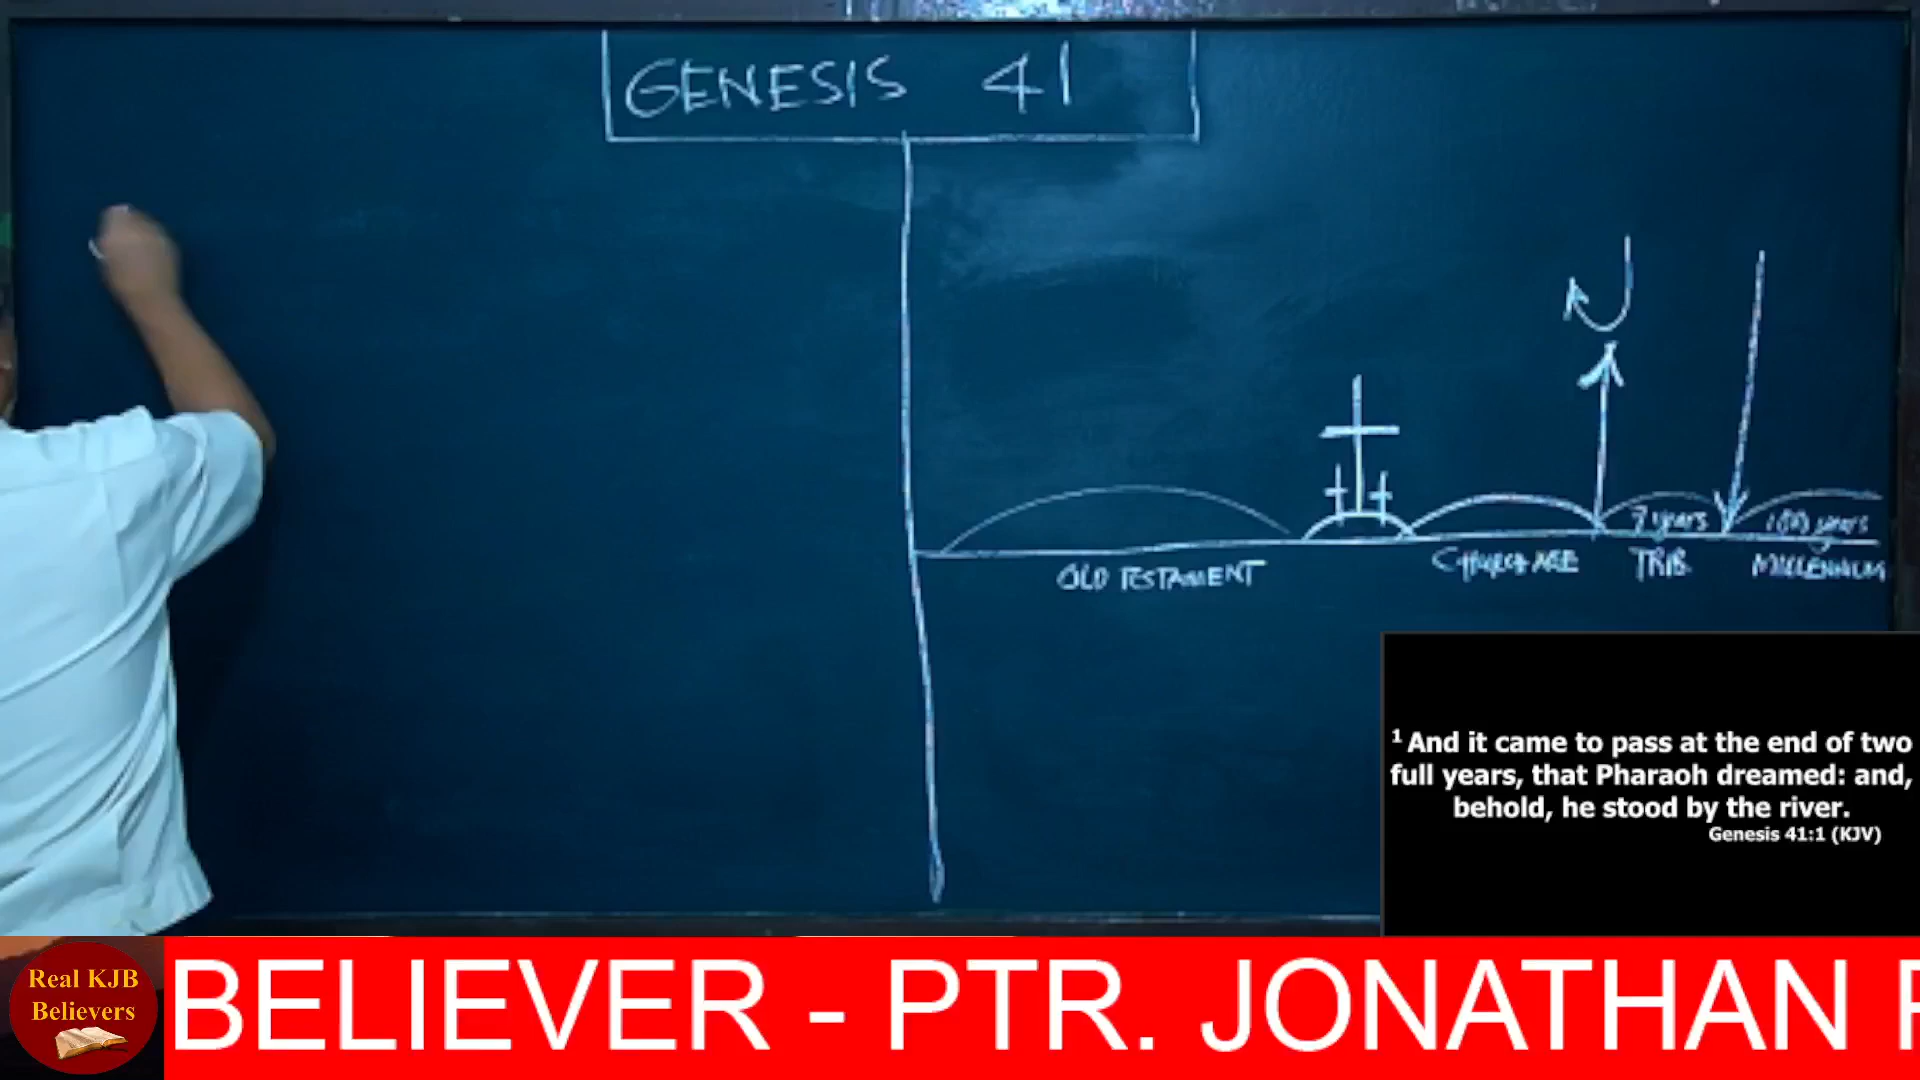 GENESIS 41
7 years
1000 years
OLD TESTAMENT
CHURCH AGE
TRIB
MILLENNIUM
¹ And it came to pass at the end of two
full years, that Pharaoh dreamed: and,
behold, he stood by the river.
Genesis 41:1 (KJV)
Real KJB
Believers
BELIEVER - PTR. JONATHAN